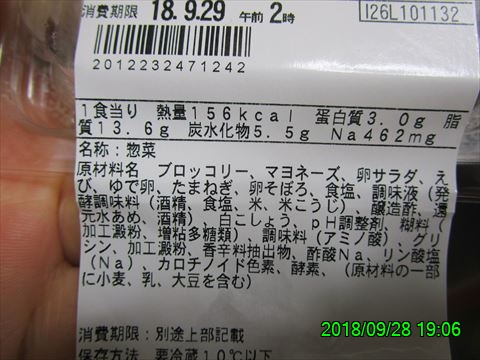 消費期限 18.9.29 午前2時
I26L101132
2012232471242
1食当り 熱量156kcal 蛋白質3.0g 脂
質13.6g 炭水化物5.5g Na462mg
名称:惣菜
原材料名 ブロッコリー、マヨネーズ、卵サラダ、え
び、ゆで卵、たまねぎ、卵そぼろ、食塩、調味液(発
酵調味料(酒精、食塩、米、米こうじ)、醸造酢、還
元水あめ、酒精)、白こしょう、pH調整剤、糊料(
加工澱粉、増粘多糖類)、調味料(アミノ酸)、グリ
シン、加工澱粉、香辛料抽出物、酢酸Na、リン酸塩
(Na)、カロチノイド色素、酵素、(原材料の一部
に小麦、乳、大豆を含む)
消費期限:別途上部記載
保存方法 要冷蔵10℃以下
2018/09/28 19:06